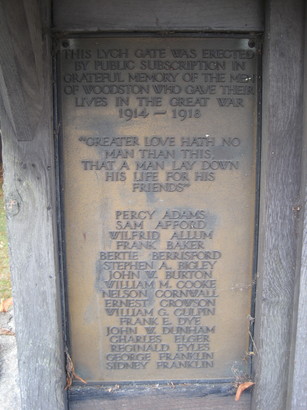 THIS LYCH GATE WAS ERECTED
BY PUBLIC SUBSCRIPTION IN
GRATEFUL MEMORY OF THE MEN
OF WOODSTON WHO GAVE THEIR
LIVES IN THE GREAT WAR
1914 — 1918
"GREATER LOVE HATH NO
MAN THAN THIS,
THAT A MAN LAY DOWN
HIS LIFE FOR HIS
FRIENDS"
PERCY ADAMS
SAM AFFORD
WILFRID ALLUM
FRANK BAKER
BERTIE BERRISFORD
STEPHEN A. BIGLEY
JOHN W. BURTON
WILLIAM M. COOKE
NELSON CORNWALL
ERNEST CROWSON
WILLIAM G. CULPIN
FRANK E. DYE
JOHN W. DUNHAM
CHARLES ELGER
REGINALD EYLES
GEORGE FRANKLIN
SIDNEY FRANKLIN